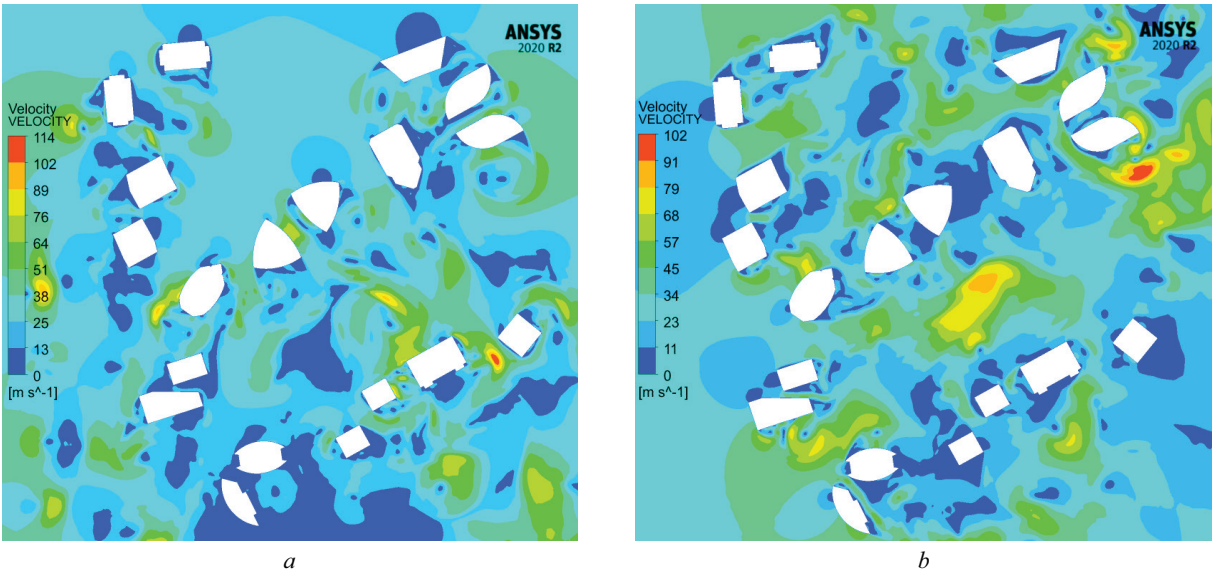 ANSYS
2020 R2
Velocity
VELOCITY
114
102
89
76
64
51
38
25
13
0
[m s^-1]
a
ANSYS
2020 R2
Velocity
VELOCITY
102
91
79
68
57
45
34
23
11
0
[m s^-1]
b